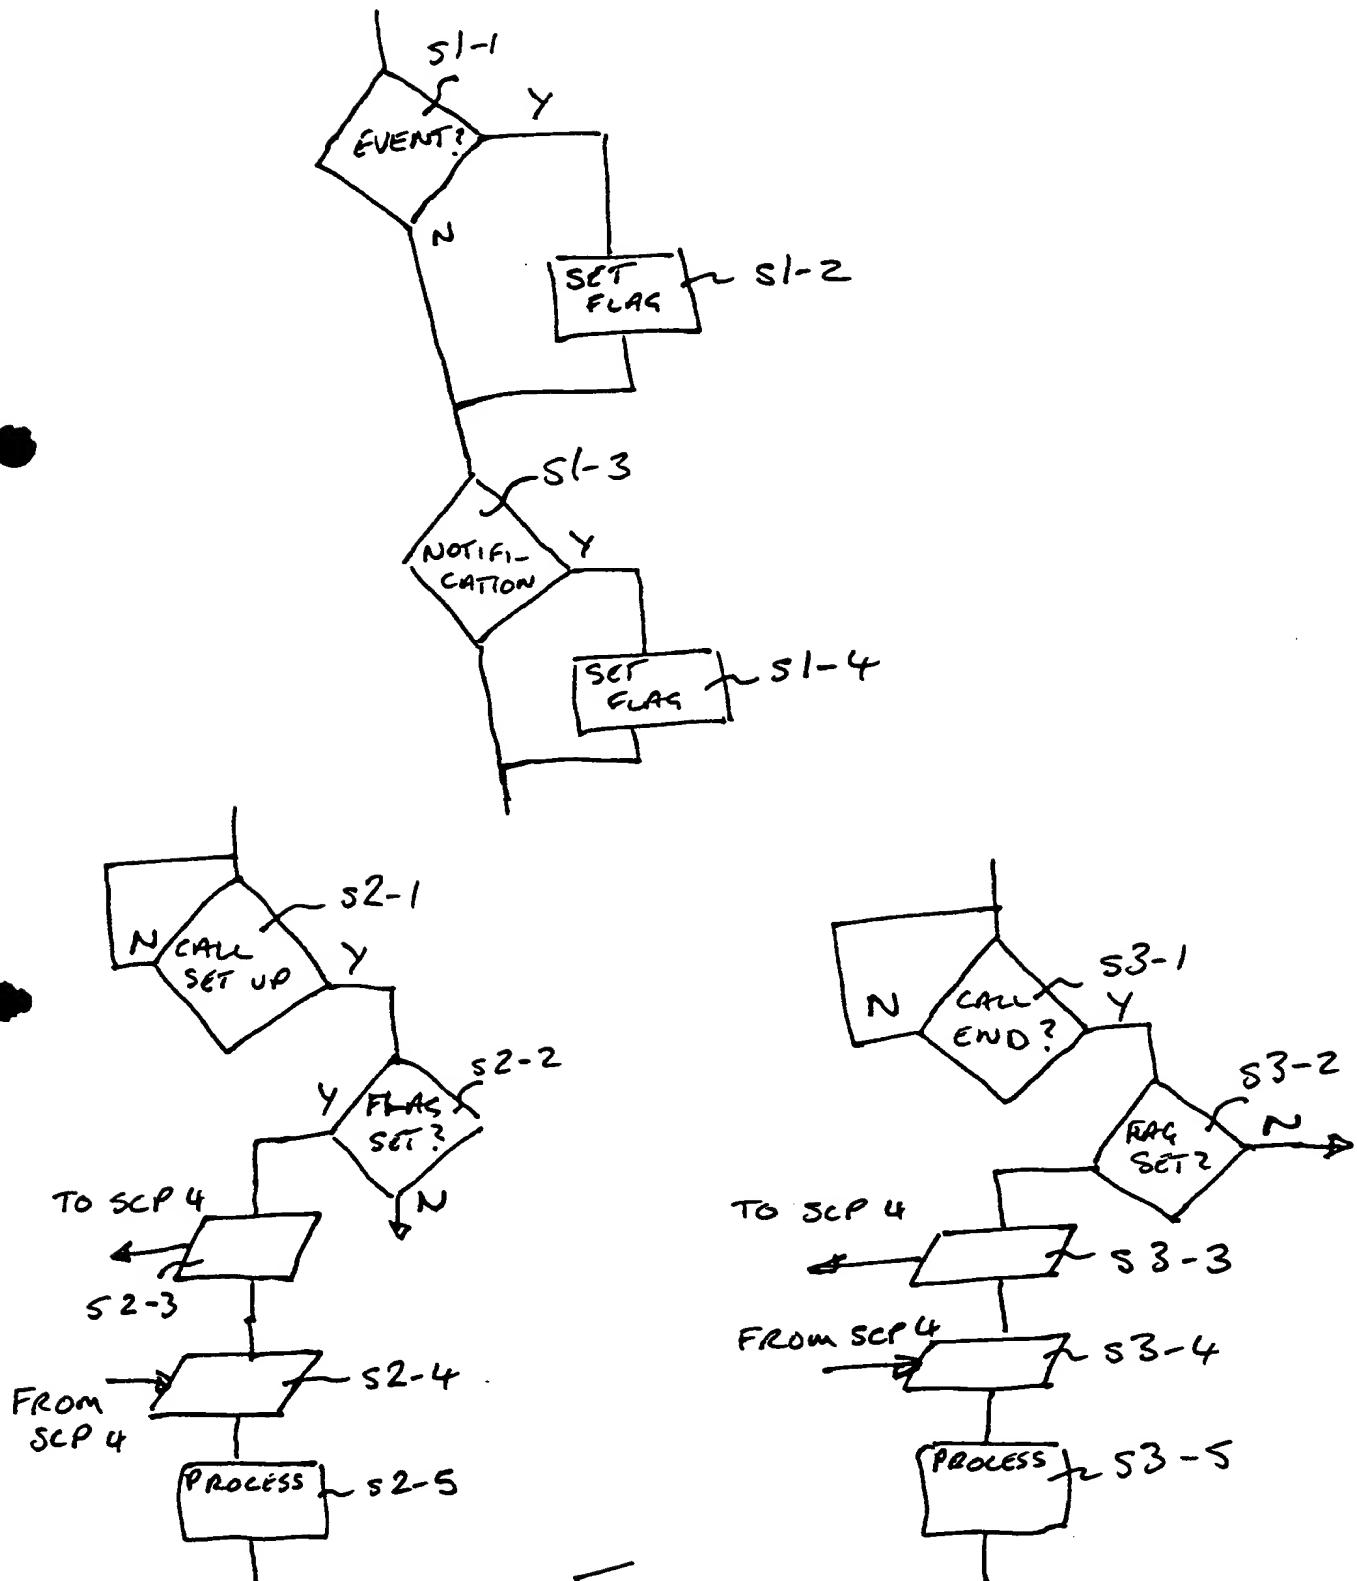 S1-1
Y
EVENT?
N
SET
FLAG
S1-2
S1-3
Y
NOTIFI-
CATION
SET
FLAG
S1-4
S2-1
N
CALL
SET UP
Y
S2-2
Y
FLAG
SET?
N
TO SCP 4
S2-3
S2-4
FROM
SCP 4
PROCESS
S2-5
S3-1
N
CALL
END?
Y
S3-2
N
FLAG
SET?
TO SCP 4
S3-3
FROM SCP 4
S3-4
PROCESS
S3-5